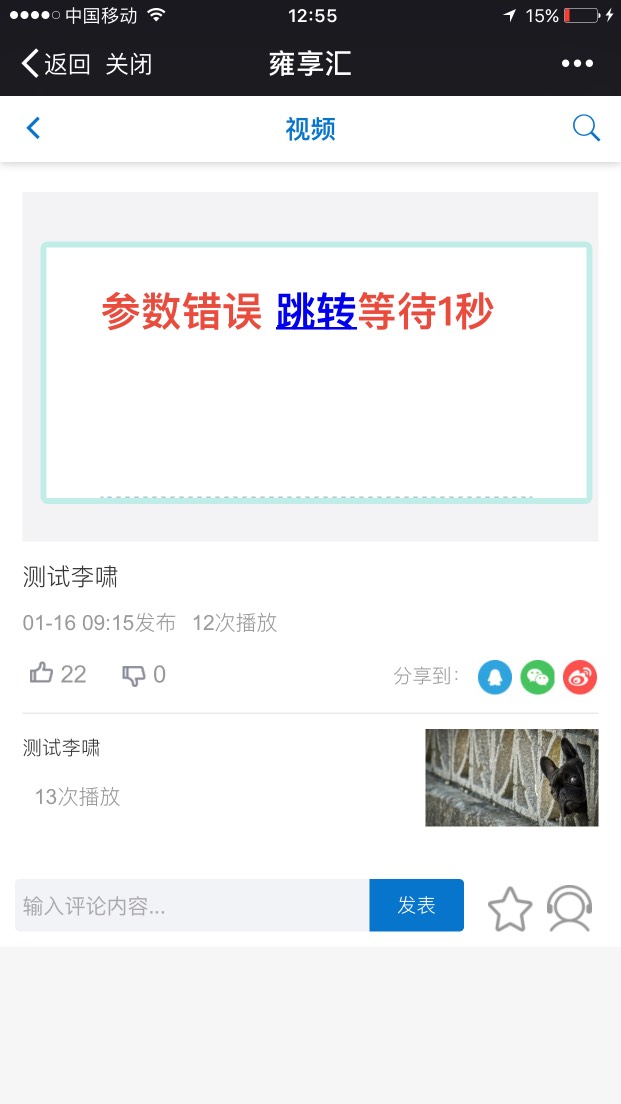 中国移动 12:55 15%
返回 关闭 雍享汇
视频
参数错误 跳转等待1秒
测试李啸
01-16 09:15发布 12次播放
22 0 分享到：
测试李啸
13次播放
输入评论内容... 发表